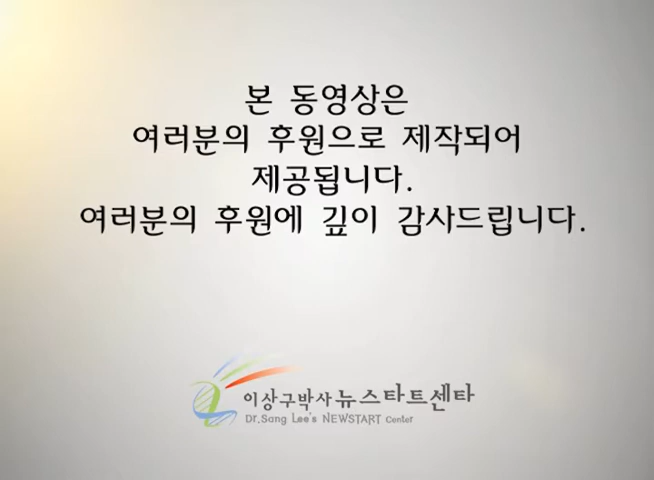 본 동영상은
여러분의 후원으로 제작되어
제공됩니다.
여러분의 후원에 깊이 감사드립니다.
이상구박사뉴스타트센타
Dr.Sang Lee's NEWSTART Center